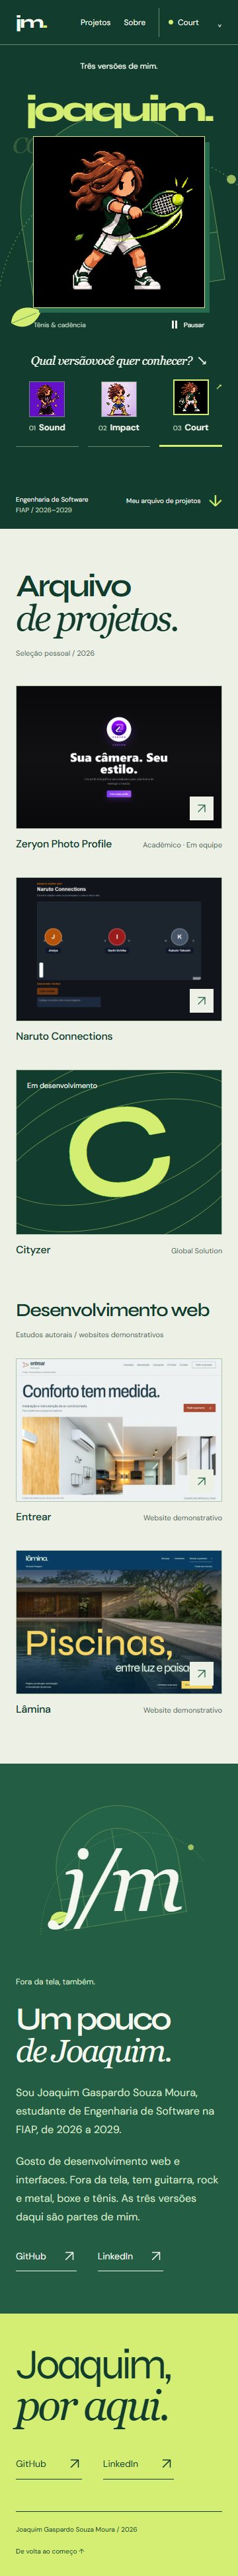 jm.
Projetos Sobre Court
Três versões de mim.
joaquim.
Tênis & cadência
Pausar
Qual versão você quer conhecer?
01 Sound
02 Impact
03 Court
Engenharia de Software
FIAP / 2026–2029
Meu arquivo de projetos
Arquivo
de projetos.
Seleção pessoal / 2026
Sua câmera. Seu
estilo.
Zeryon Photo Profile
Acadêmico · Em equipe
Naruto Connections
Naruto Connections
Em desenvolvimento
C
Cityzer
Global Solution
Desenvolvimento web
Estudos autorais / websites demonstrativos
entrear
Conforto tem medida.
Entrear
Website demonstrativo
lâmina.
Piscinas,
entre luz e paisa
Lâmina
Website demonstrativo
j/m
Fora da tela, também.
Um pouco
de Joaquim.
Sou Joaquim Gaspardo Souza Moura,
estudante de Engenharia de Software na
FIAP, de 2026 a 2029.
Gosto de desenvolvimento web e
interfaces. Fora da tela, tem guitarra, rock
e metal, boxe e tênis. As três versões
daqui são partes de mim.
GitHub
LinkedIn
Joaquim,
por aqui.
GitHub
LinkedIn
Joaquim Gaspardo Souza Moura / 2026
De volta ao começo ↑